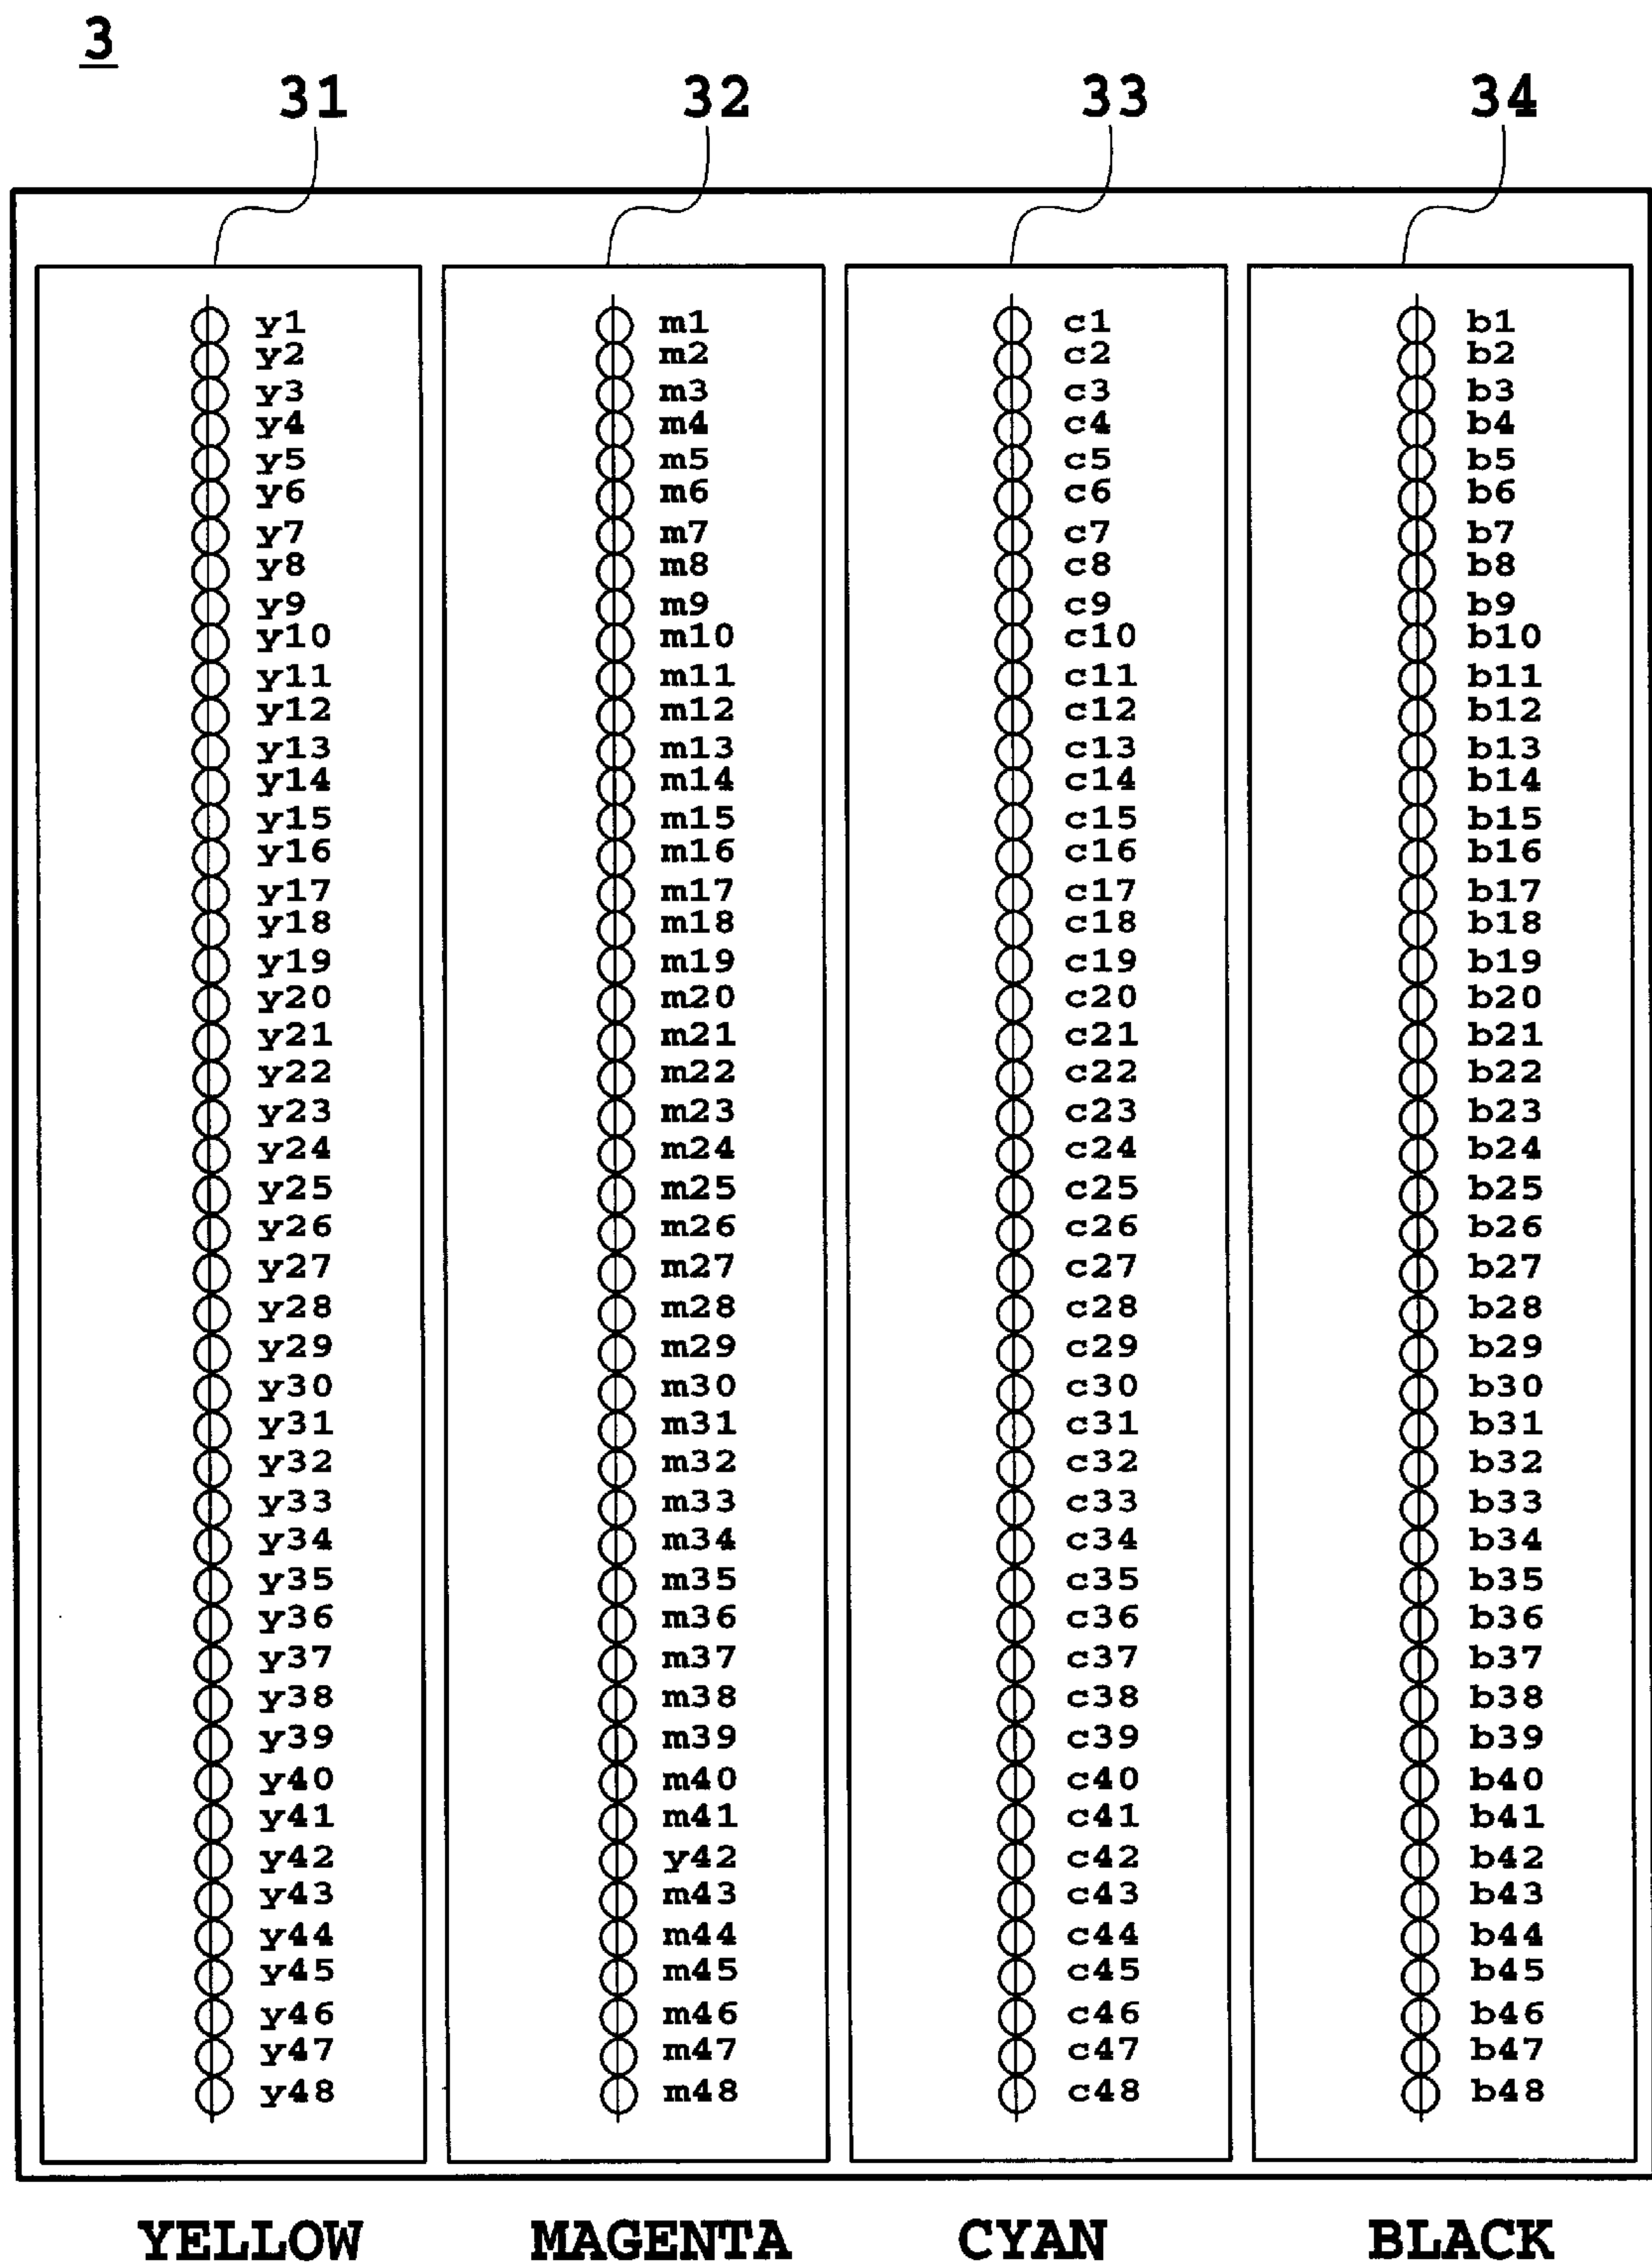 3
31 32 33 34
y1 m1 c1 b1
y2 m2 c2 b2
y3 m3 c3 b3
y4 m4 c4 b4
y5 m5 c5 b5
y6 m6 c6 b6
y7 m7 c7 b7
y8 m8 c8 b8
y9 m9 c9 b9
y10 m10 c10 b10
y11 m11 c11 b11
y12 m12 c12 b12
y13 m13 c13 b13
y14 m14 c14 b14
y15 m15 c15 b15
y16 m16 c16 b16
y17 m17 c17 b17
y18 m18 c18 b18
y19 m19 c19 b19
y20 m20 c20 b20
y21 m21 c21 b21
y22 m22 c22 b22
y23 m23 c23 b23
y24 m24 c24 b24
y25 m25 c25 b25
y26 m26 c26 b26
y27 m27 c27 b27
y28 m28 c28 b28
y29 m29 c29 b29
y30 m30 c30 b30
y31 m31 c31 b31
y32 m32 c32 b32
y33 m33 c33 b33
y34 m34 c34 b34
y35 m35 c35 b35
y36 m36 c36 b36
y37 m37 c37 b37
y38 m38 c38 b38
y39 m39 c39 b39
y40 m40 c40 b40
y41 m41 c41 b41
y42 y42 c42 b42
y43 m43 c43 b43
y44 m44 c44 b44
y45 m45 c45 b45
y46 m46 c46 b46
y47 m47 c47 b47
y48 m48 c48 b48
YELLOW MAGENTA CYAN BLACK